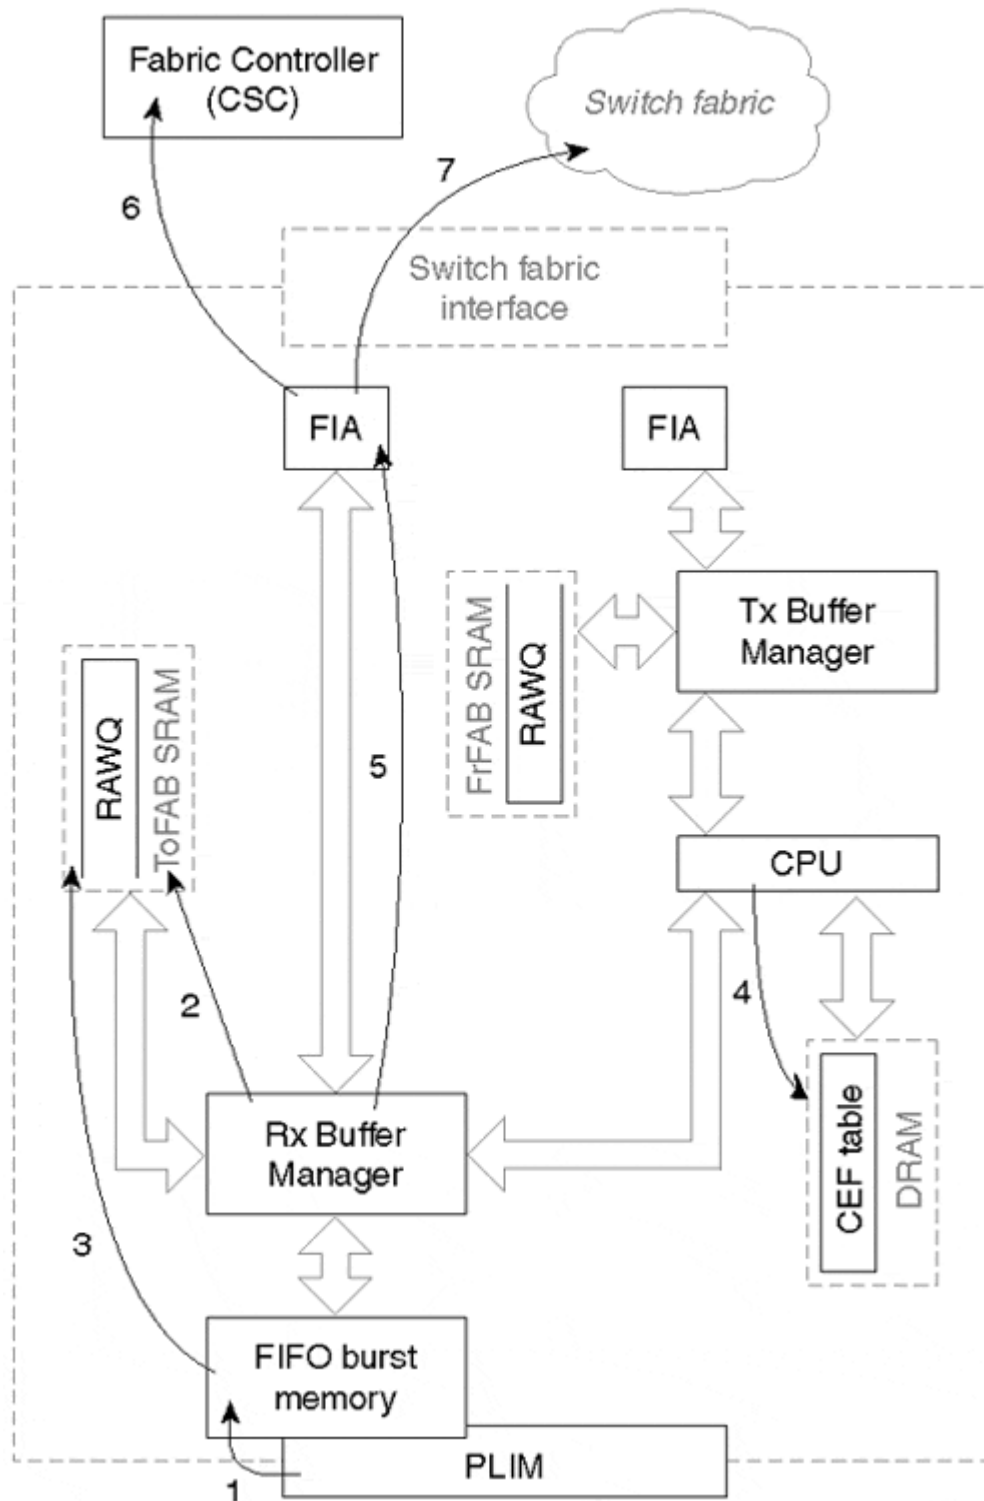 Fabric Controller
(CSC)
Switch fabric
7
6
Switch fabric
interface
FIA
FIA
Tx Buffer
Manager
FrFAB SRAM
RAWQ
RAWQ
ToFAB SRAM
5
CPU
2
4
Rx Buffer
Manager
CEF table
DRAM
3
FIFO burst
memory
PLIM
1